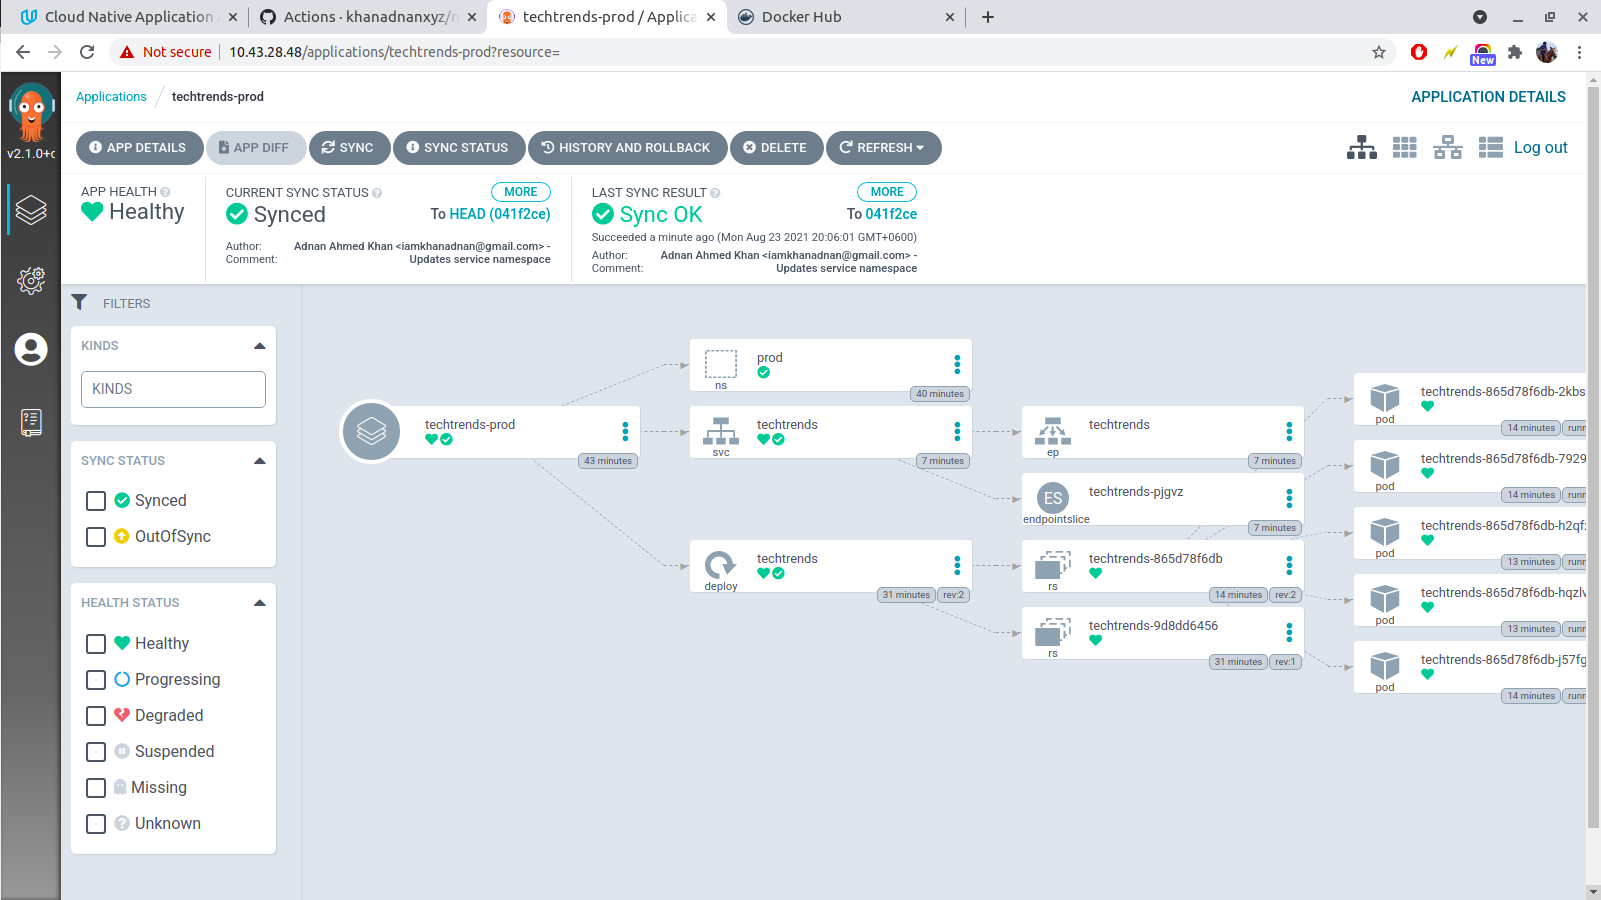 Cloud Native Application
Actions · khanadnanxyz/
techtrends-prod / Applica
Docker Hub
Not secure
10.43.28.48/applications/techtrends-prod?resource=
New
v2.1.0+c
Applications
techtrends-prod
APPLICATION DETAILS
APP DETAILS
APP DIFF
SYNC
SYNC STATUS
HISTORY AND ROLLBACK
DELETE
REFRESH
Log out
APP HEALTH
Healthy
CURRENT SYNC STATUS
MORE
Synced
To HEAD (041f2ce)
Author: Adnan Ahmed Khan <iamkhanadnan@gmail.com> -
Comment: Updates service namespace
LAST SYNC RESULT
MORE
Sync OK
To 041f2ce
Succeeded a minute ago (Mon Aug 23 2021 20:06:01 GMT+0600)
Author: Adnan Ahmed Khan <iamkhanadnan@gmail.com> -
Comment: Updates service namespace
FILTERS
KINDS
KINDS
SYNC STATUS
Synced
OutOfSync
HEALTH STATUS
Healthy
Progressing
Degraded
Suspended
Missing
Unknown
techtrends-prod
43 minutes
prod
ns
40 minutes
techtrends
svc
7 minutes
techtrends
deploy
31 minutes
rev:2
techtrends
ep
7 minutes
ES
techtrends-pjgvz
endpointslice
7 minutes
techtrends-865d78f6db
rs
14 minutes
rev:2
techtrends-9d8dd6456
rs
31 minutes
rev:1
techtrends-865d78f6db-2kbs
pod
14 minutes
runn
techtrends-865d78f6db-7929
pod
14 minutes
runn
techtrends-865d78f6db-h2qf
pod
13 minutes
runn
techtrends-865d78f6db-hqzlv
pod
13 minutes
runn
techtrends-865d78f6db-j57fg
pod
14 minutes
runn